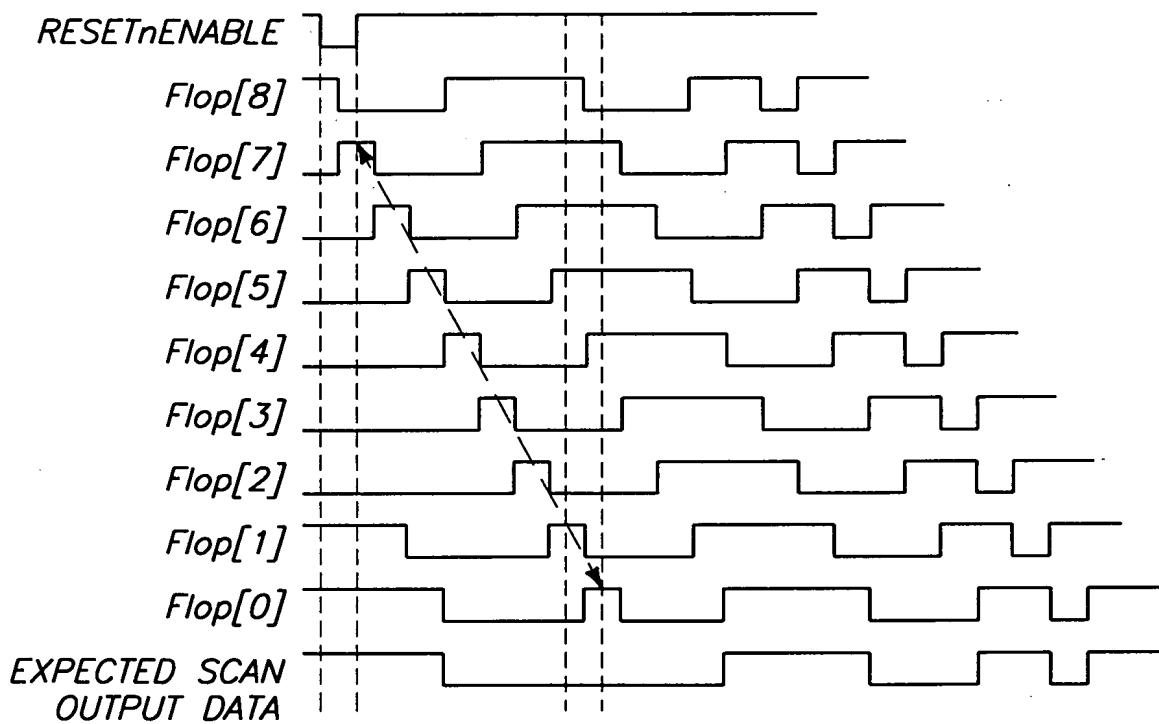 RESETnENABLE
Flop[8]
Flop[7]
Flop[6]
Flop[5]
Flop[4]
Flop[3]
Flop[2]
Flop[1]
Flop[0]
EXPECTED SCAN
OUTPUT DATA